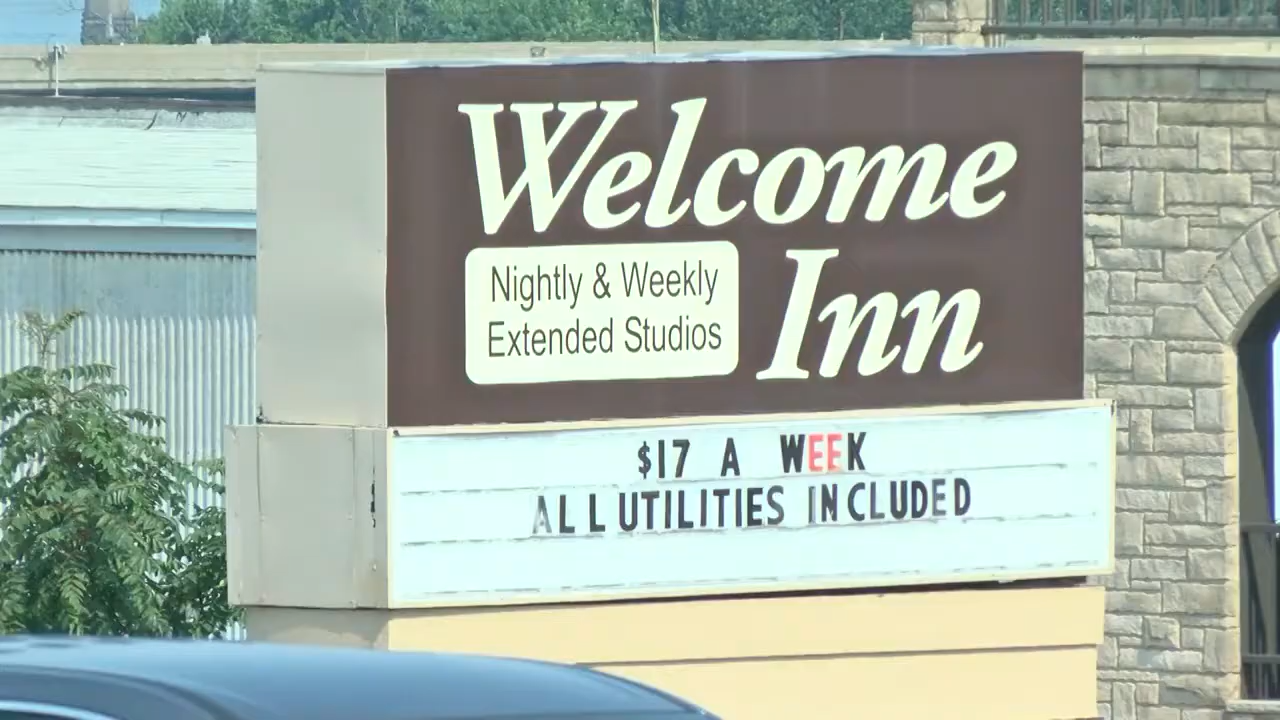 Welcome
Nightly & Weekly
Extended Studios
Inn
$17 A WEEK
ALL UTILITIES INCLUDED